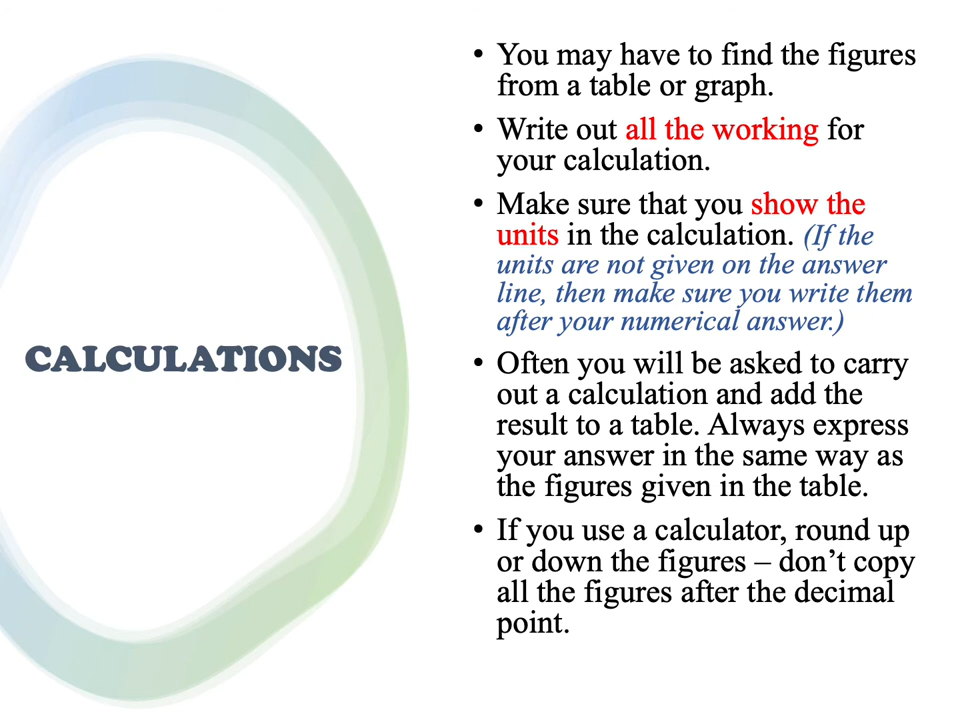 CALCULATIONS
• You may have to find the figures
from a table or graph.
• Write out all the working for
your calculation.
• Make sure that you show the
units in the calculation. (If the
units are not given on the answer
line, then make sure you write them
after your numerical answer.)
• Often you will be asked to carry
out a calculation and add the
result to a table. Always express
your answer in the same way as
the figures given in the table.
• If you use a calculator, round up
or down the figures – don’t copy
all the figures after the decimal
point.